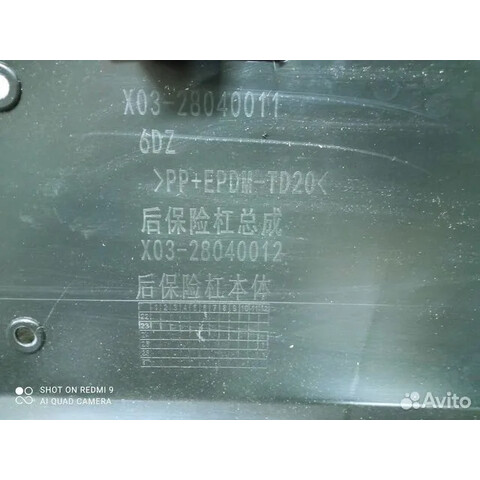 X03-28040011
6DZ
>PP+EPDM-TD20<
后保险杠总成
X03-28040012
后保险杠本体
SHOT ON REDMI 9
AI QUAD CAMERA
Avito